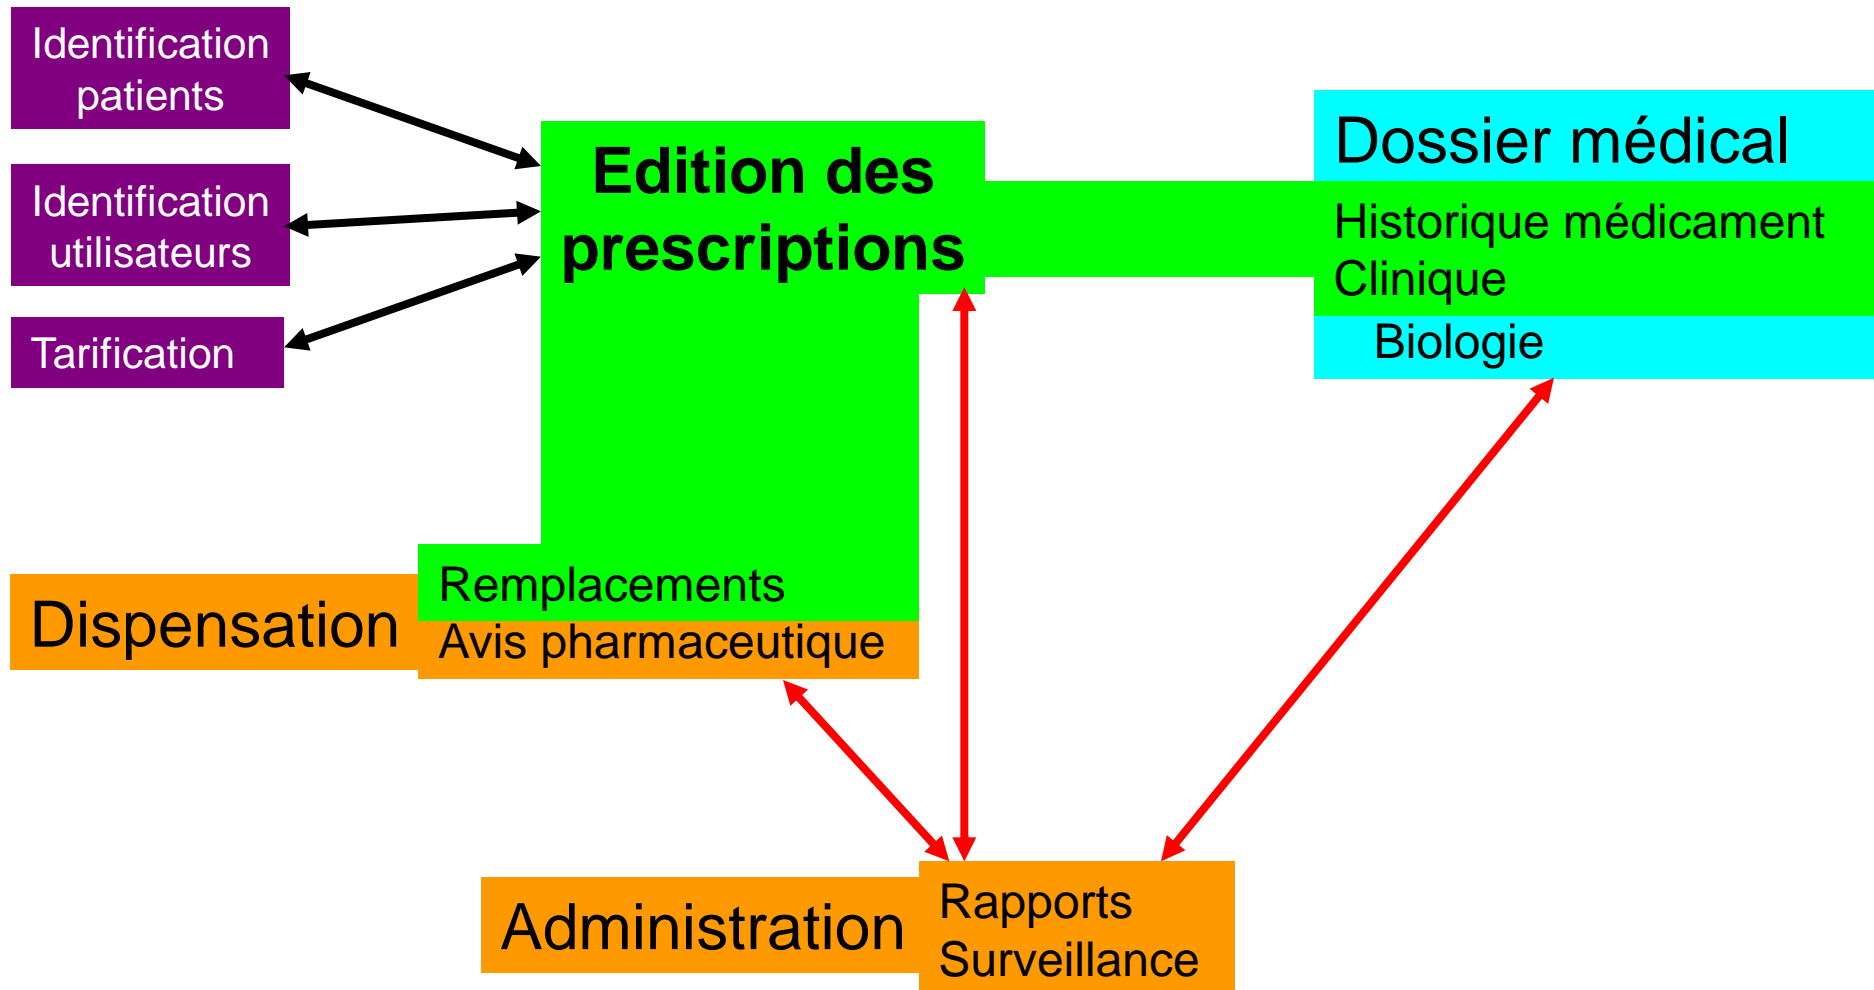 Identification
patients
Identification
utilisateurs
Tarification
Edition des
prescriptions
Dossier médical
Historique médicament
Clinique
Biologie
Dispensation
Remplacements
Avis pharmaceutique
Administration
Rapports
Surveillance